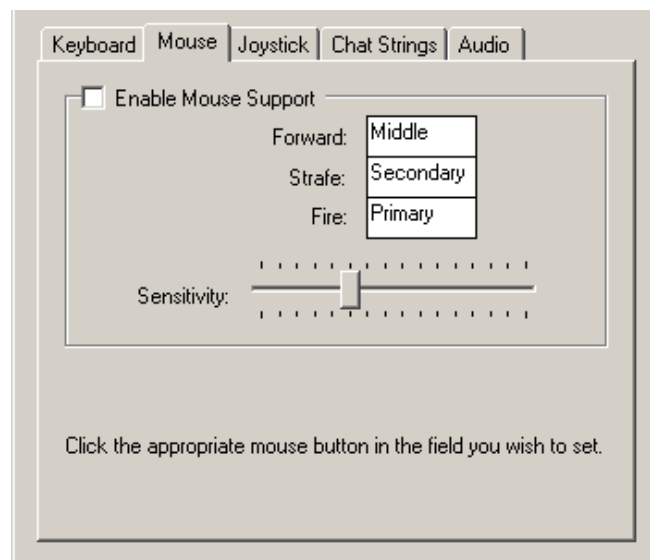 Keyboard Mouse Joystick Chat Strings Audio
Enable Mouse Support
Forward: Middle
Strafe: Secondary
Fire: Primary
Sensitivity:
Click the appropriate mouse button in the field you wish to set.